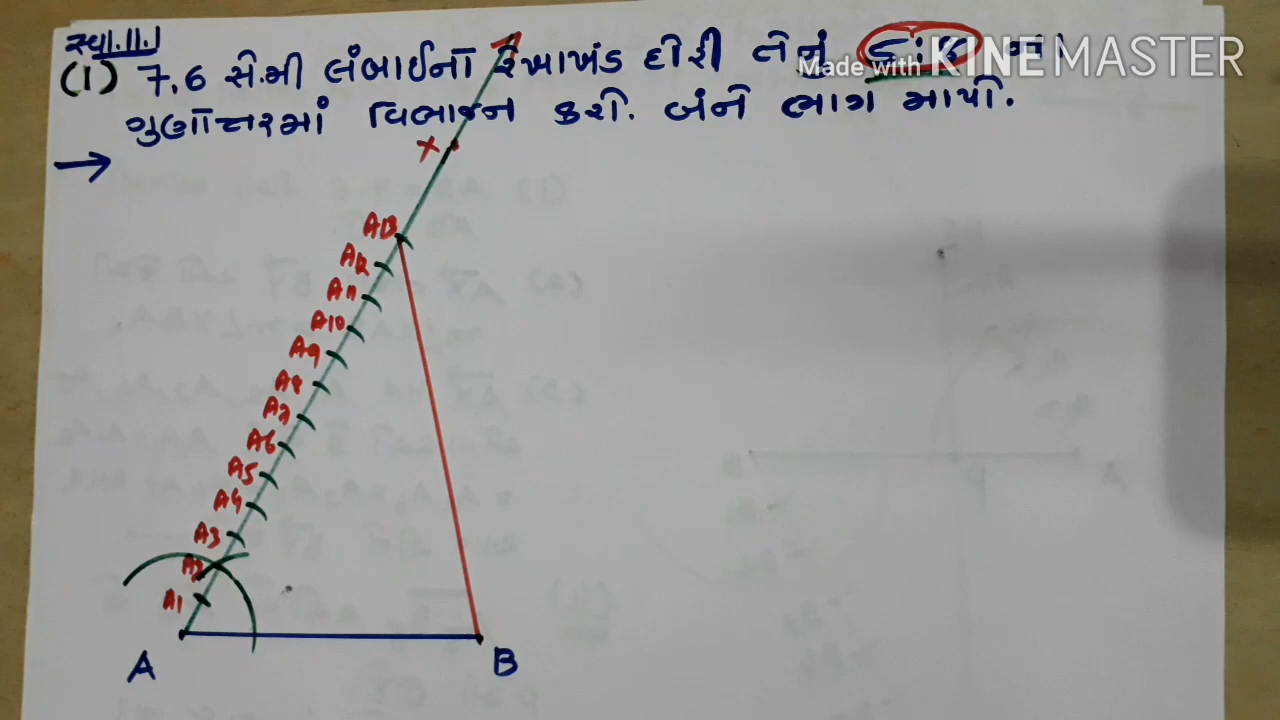 સ્વા.11.1
(1) 7.6 સે.મી લંબાઈનો રેખાખંડ દોરી તેનું ના
ગુણોત્તરમાં વિભાજન કરો. બંને ભાગ માપો.
Made with KINEMASTER
X
A13
A12
A11
A10
A9
A8
A7
A6
A5
A4
A3
A2
A1
A B